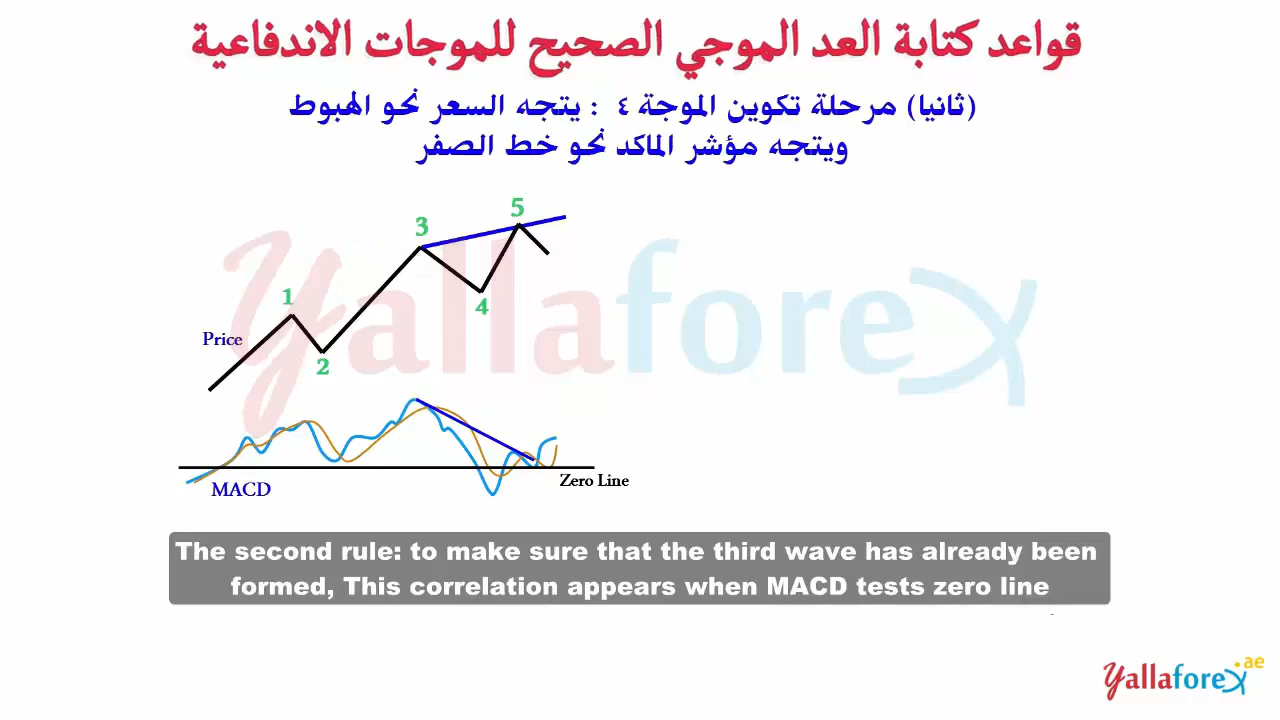 قواعد كتابة العد الموجي الصحيح للموجات الاندفاعية
(ثانيا) مرحلة تكوين الموجة ٤ : يتجه السعر نحو الهبوط
ويتجه مؤشر الماكد نحو خط الصفر
5
3
1
4
Price
2
Yallaforex
Zero Line
MACD
The second rule: to make sure that the third wave has already been
formed, This correlation appears when MACD tests zero line
Yallaforex.ae